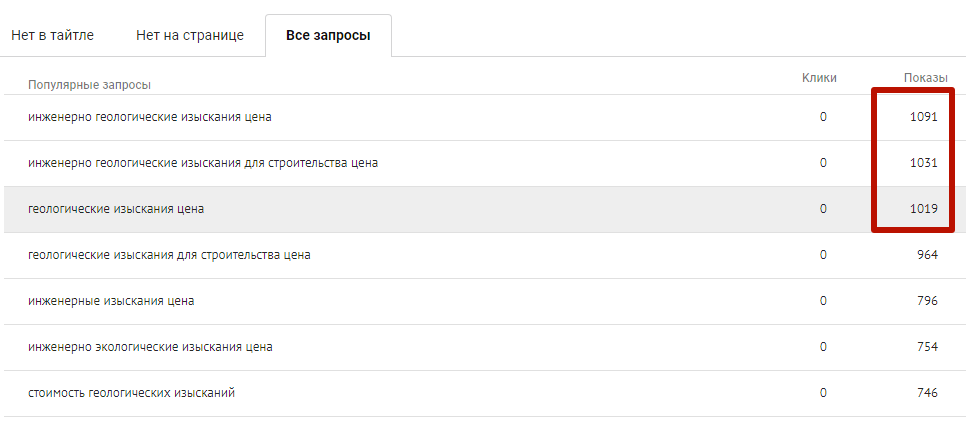 Нет в тайтле Нет на странице Все запросы
Популярные запросы Клики Показы
инженерно геологические изыскания цена 0 1091
инженерно геологические изыскания для строительства цена 0 1031
геологические изыскания цена 0 1019
геологические изыскания для строительства цена 0 964
инженерные изыскания цена 0 796
инженерно экологические изыскания цена 0 754
стоимость геологических изысканий 0 746